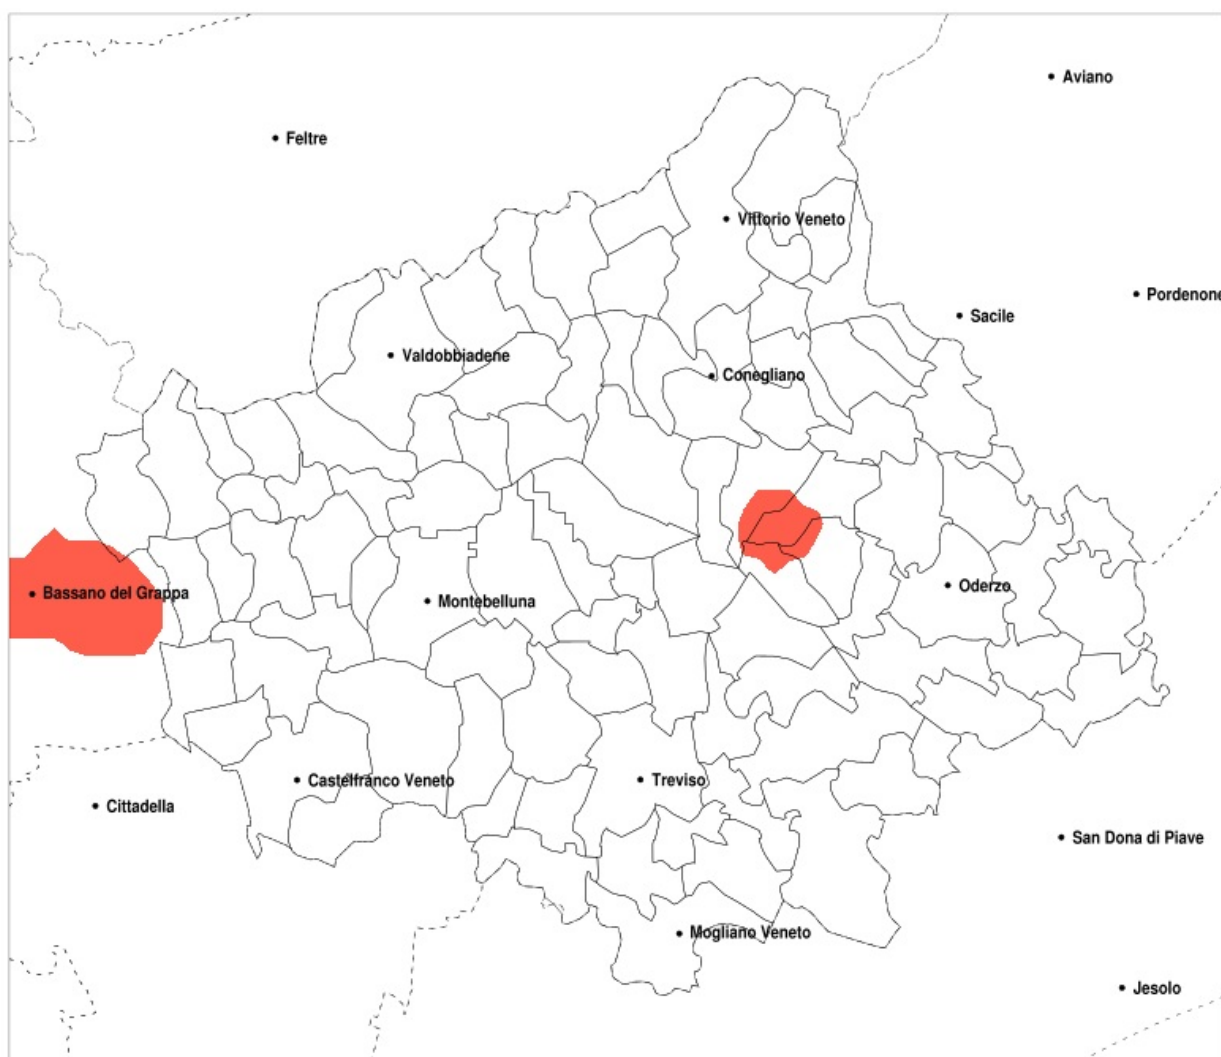 Aviano
Feltre
Vittorio Veneto
Pordenone
Sacile
Valdobbiadene
Conegliano
Bassano del Grappa
Oderzo
Montebelluna
Castelfranco Veneto
Treviso
Cittadella
San Dona di Piave
Mogliano Veneto
Jesolo